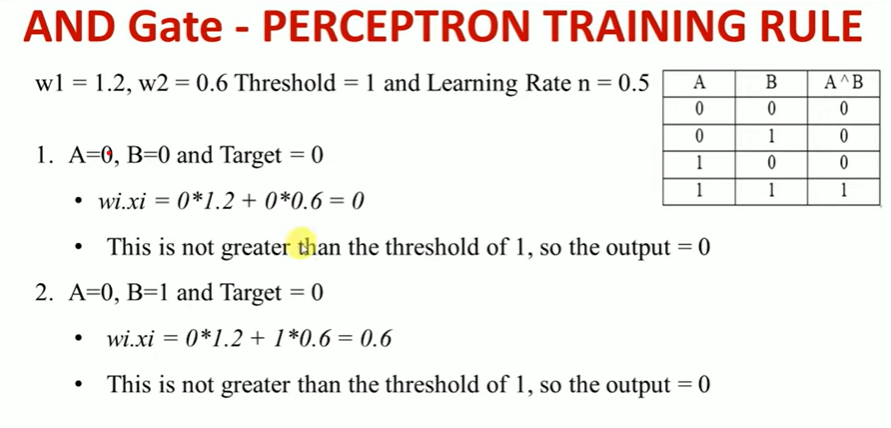 AND Gate - PERCEPTRON TRAINING RULE
w1 = 1.2, w2 = 0.6 Threshold = 1 and Learning Rate n = 0.5
A B A^B
0 0 0
0 1 0
1 0 0
1 1 1
1. A=0, B=0 and Target = 0
• wi.xi = 0*1.2 + 0*0.6 = 0
• This is not greater than the threshold of 1, so the output = 0
2. A=0, B=1 and Target = 0
• wi.xi = 0*1.2 + 1*0.6 = 0.6
• This is not greater than the threshold of 1, so the output = 0